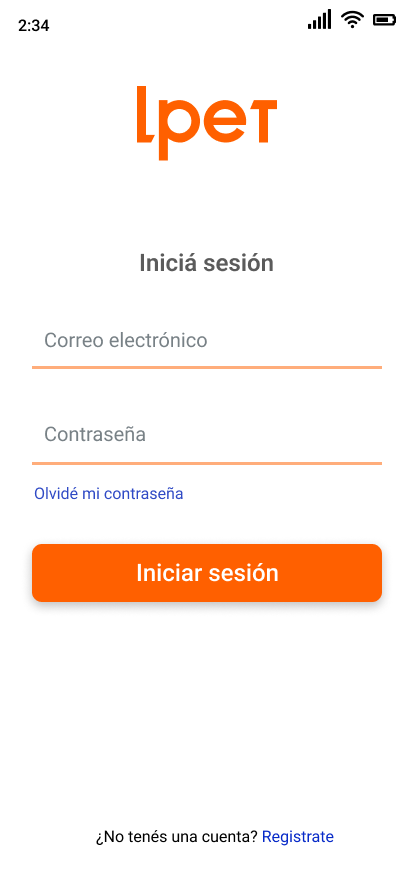 2:34
lpet
Iniciá sesión
Correo electrónico
Contraseña
Olvidé mi contraseña
Iniciar sesión
¿No tenés una cuenta? Registrate